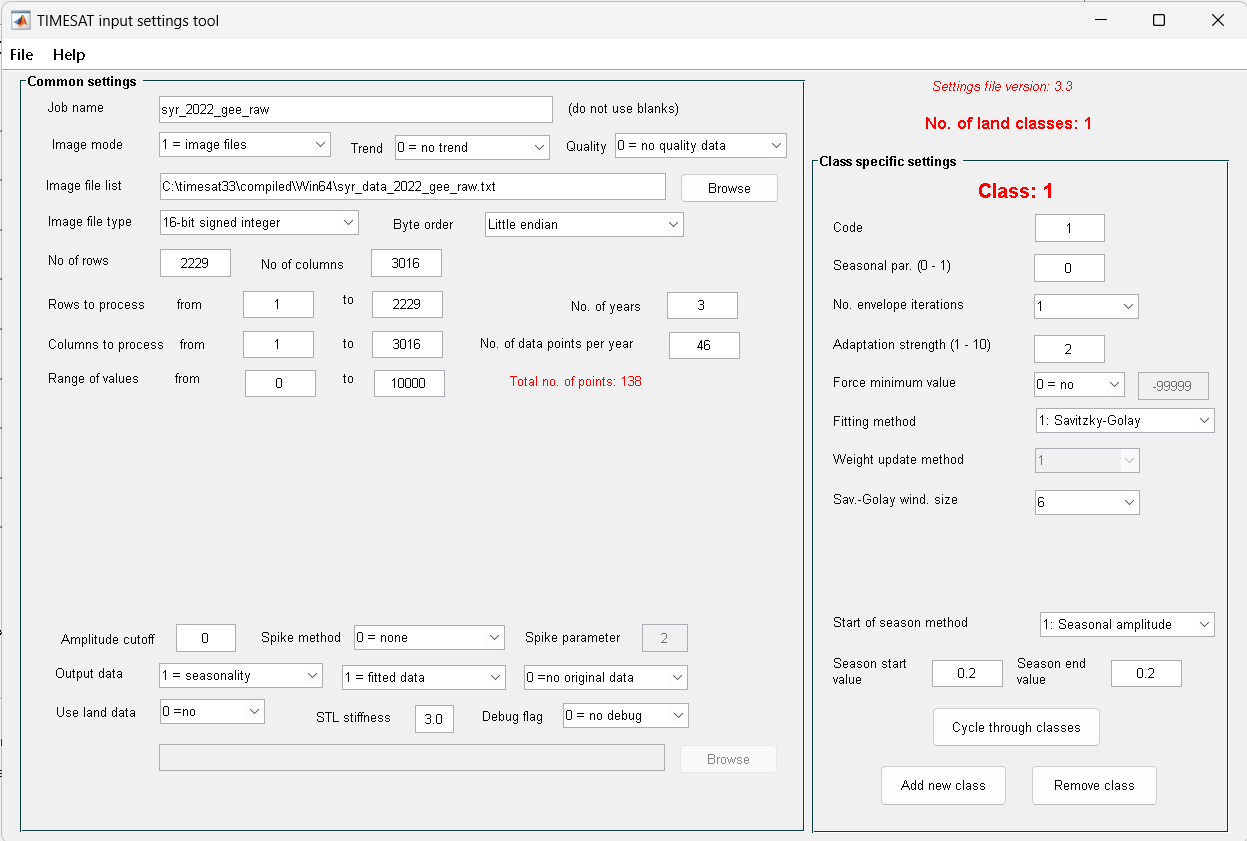 TIMESAT input settings tool
File Help
Common settings
Job name syr_2022_gee_raw (do not use blanks)
Image mode 1 = image files Trend 0 = no trend Quality 0 = no quality data
Image file list C:\timesat33\compiled\Win64\syr_data_2022_gee_raw.txt Browse
Image file type 16-bit signed integer Byte order Little endian
No of rows 2229 No of columns 3016
Rows to process from 1 to 2229 No. of years 3
Columns to process from 1 to 3016 No. of data points per year 46
Range of values from 0 to 10000 Total no. of points: 138
Amplitude cutoff 0 Spike method 0 = none Spike parameter 2
Output data 1 = seasonality 1 = fitted data 0 =no original data
Use land data 0 =no STL stiffness 3.0 Debug flag 0 = no debug
Browse
Settings file version: 3.3
No. of land classes: 1
Class specific settings
Class: 1
Code 1
Seasonal par. (0 - 1) 0
No. envelope iterations 1
Adaptation strength (1 - 10) 2
Force minimum value 0 = no -99999
Fitting method 1: Savitzky-Golay
Weight update method 1
Sav.-Golay wind. size 6
Start of season method 1: Seasonal amplitude
Season start value 0.2 Season end value 0.2
Cycle through classes
Add new class Remove class